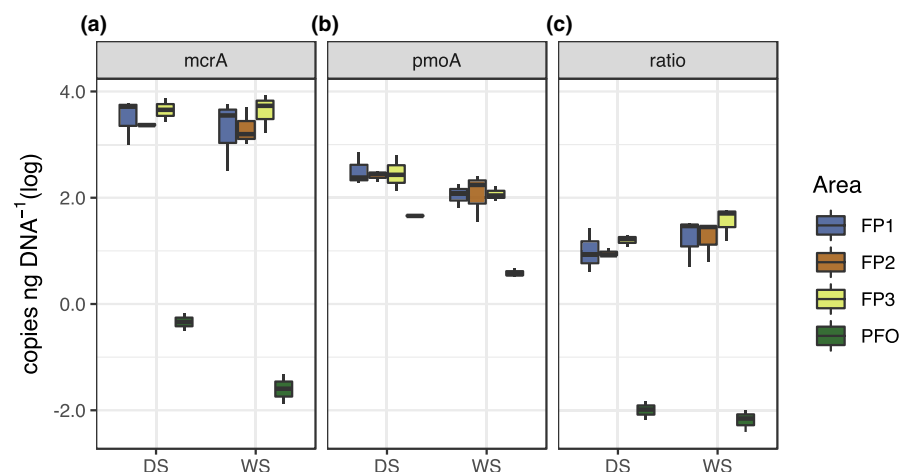 (a) (b) (c)
mcrA pmoA ratio
4.0
2.0
0.0
-2.0
copies ng DNA⁻¹(log)
DS WS DS WS DS WS
Area
FP1
FP2
FP3
PFO